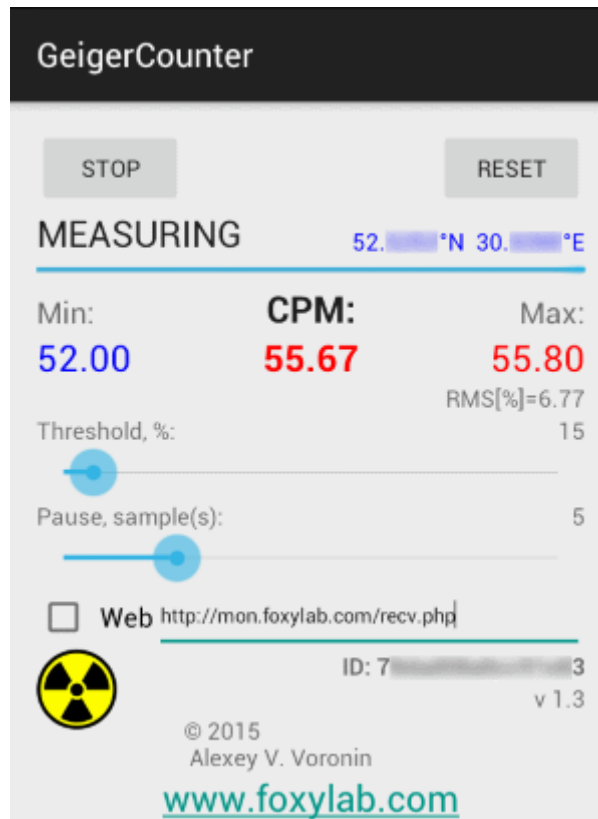 GeigerCounter
STOP RESET
MEASURING 52. °N 30. °E
Min: CPM: Max:
52.00 55.67 55.80
RMS[%]=6.77
Threshold, %: 15
Pause, sample(s): 5
Web http://mon.foxylab.com/recv.php
ID: 7 3
v 1.3
© 2015
Alexey V. Voronin
www.foxylab.com